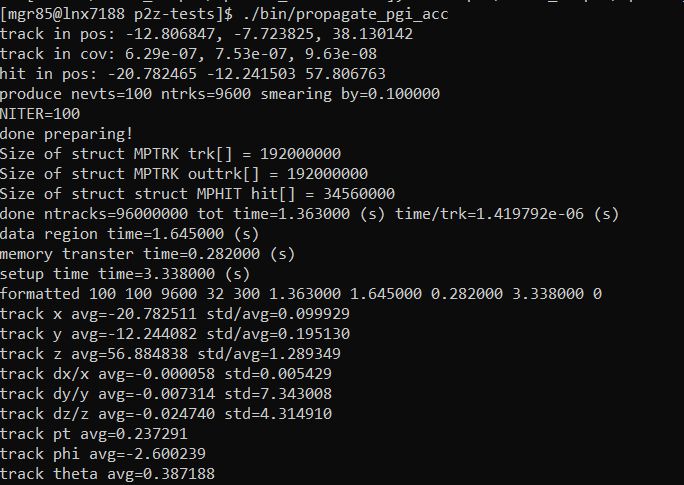 [mgr85@lnx7188 p2z-tests]$ ./bin/propagate_pgi_acc
track in pos: -12.806847, -7.723825, 38.130142
track in cov: 6.29e-07, 7.53e-07, 9.63e-08
hit in pos: -20.782465 -12.241503 57.806763
produce nevts=100 ntrks=9600 smearing by=0.100000
NITER=100
done preparing!
Size of struct MPTRK trk[] = 192000000
Size of struct MPTRK outtrk[] = 192000000
Size of struct struct MPHIT hit[] = 34560000
done ntracks=96000000 tot time=1.363000 (s) time/trk=1.419792e-06 (s)
data region time=1.645000 (s)
memory transter time=0.282000 (s)
setup time time=3.338000 (s)
formatted 100 100 9600 32 300 1.363000 1.645000 0.282000 3.338000 0
track x avg=-20.782511 std/avg=0.099929
track y avg=-12.244082 std/avg=0.195130
track z avg=56.884838 std/avg=1.289349
track dx/x avg=-0.000058 std=0.005429
track dy/y avg=-0.007314 std=7.343008
track dz/z avg=-0.024740 std=4.314910
track pt avg=0.237291
track phi avg=-2.600239
track theta avg=0.387188